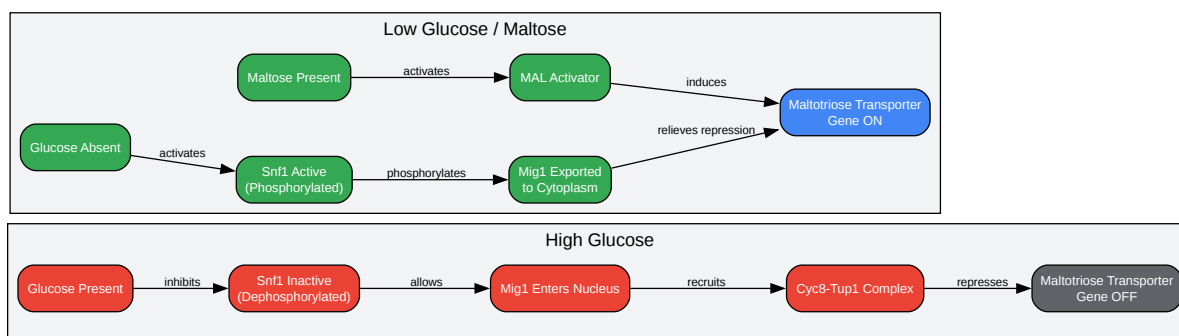 Low Glucose / Maltose
Maltose Present
activates
MAL Activator
induces
Maltotriose Transporter
Gene ON
relieves repression
Glucose Absent
activates
Snf1 Active
(Phosphorylated)
phosphorylates
Mig1 Exported
to Cytoplasm
High Glucose
Glucose Present
inhibits
Snf1 Inactive
(Dephosphorylated)
allows
Mig1 Enters Nucleus
recruits
Cyc8-Tup1 Complex
represses
Maltotriose Transporter
Gene OFF